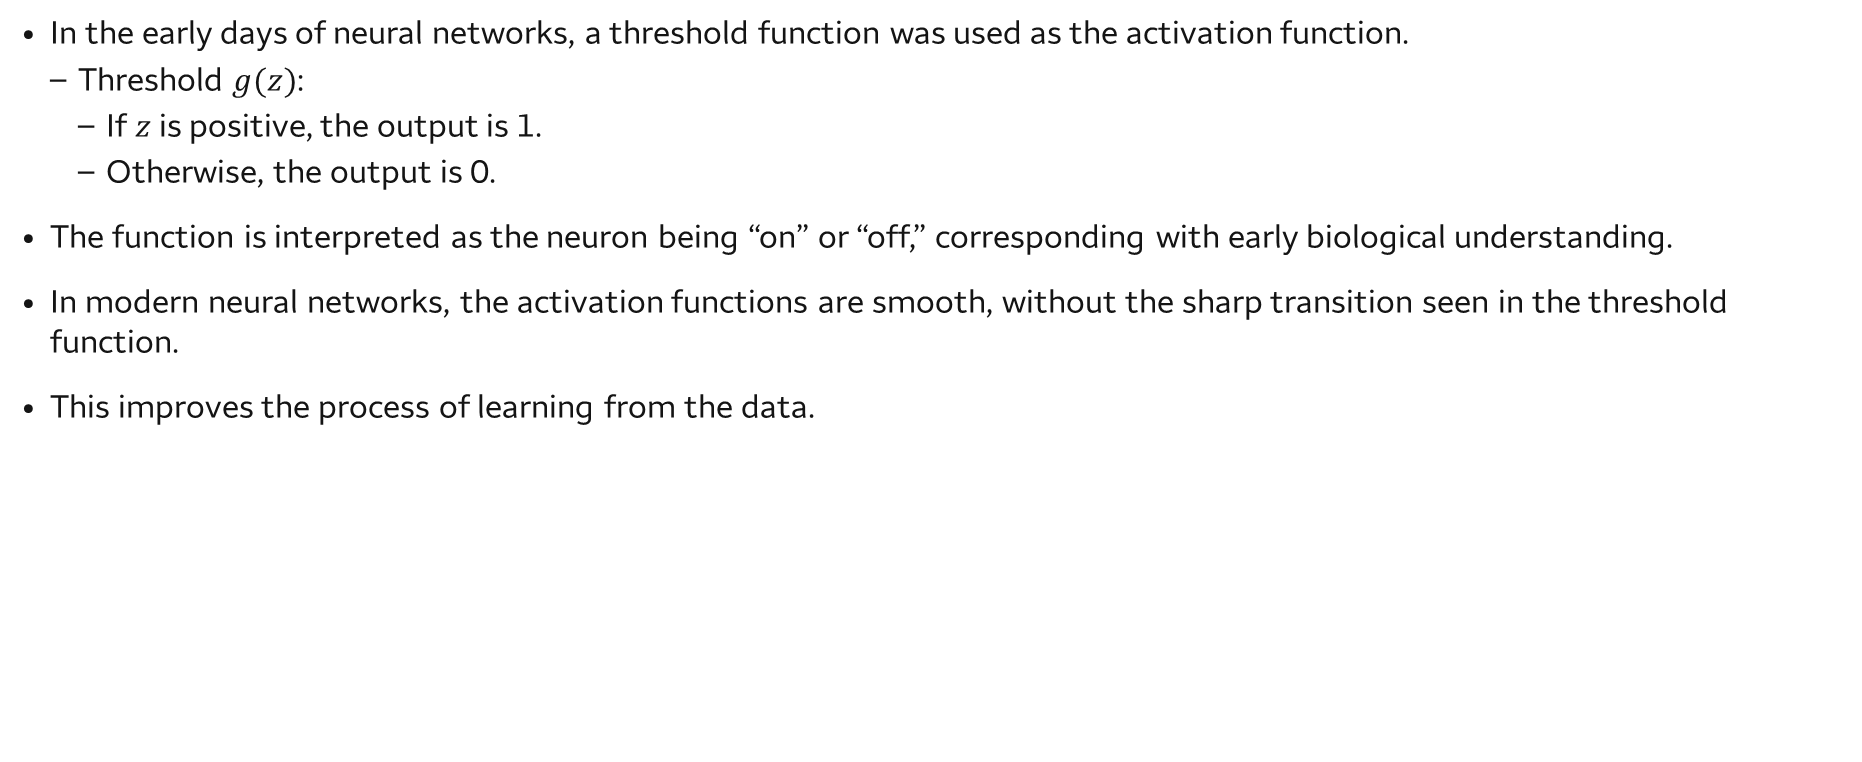 • In the early days of neural networks, a threshold function was used as the activation function.
– Threshold g(z):
– If z is positive, the output is 1.
– Otherwise, the output is 0.
• The function is interpreted as the neuron being “on” or “off,” corresponding with early biological understanding.
• In modern neural networks, the activation functions are smooth, without the sharp transition seen in the threshold
function.
• This improves the process of learning from the data.